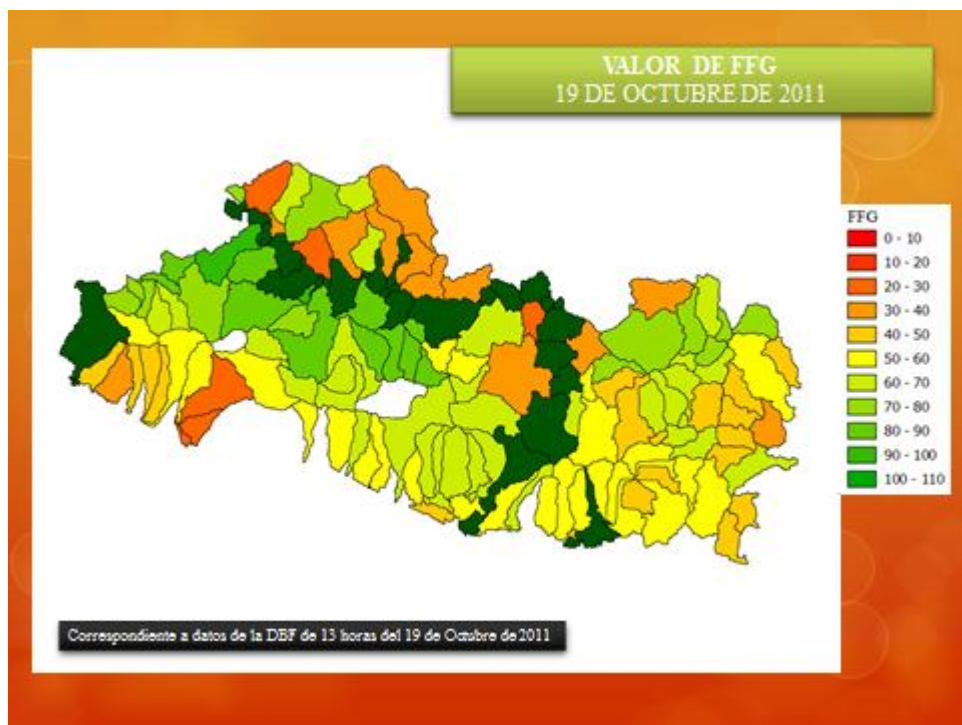 VALOR DE FFG
19 DE OCTUBRE DE 2011
FFG
0 - 10
10 - 20
20 - 30
30 - 40
40 - 50
50 - 60
60 - 70
70 - 80
80 - 90
90 - 100
100 - 110
Correspondiente a datos de la DBF de 13 horas del 19 de Octubre de 2011